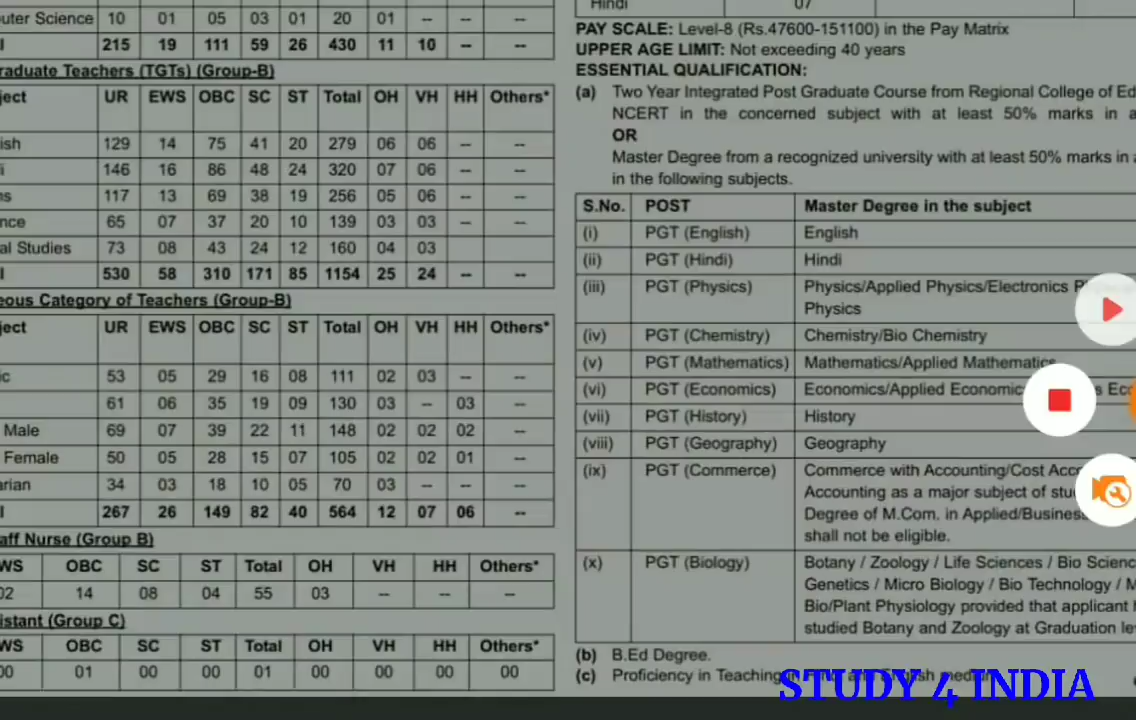 uter Science 10 01 05 03 01 20 01 -- -- --
l 215 19 111 59 26 430 11 10 -- --
raduate Teachers (TGTs) (Group-B)
ject UR EWS OBC SC ST Total OH VH HH Others*
ish 129 14 75 41 20 279 06 06 -- --
i 146 16 86 48 24 320 07 06 -- --
ns 117 13 69 38 19 256 05 06 -- --
nce 65 07 37 20 10 139 03 03 -- --
al Studies 73 08 43 24 12 160 04 03
l 530 58 310 171 85 1154 25 24 -- --
eous Category of Teachers (Group-B)
ject UR EWS OBC SC ST Total OH VH HH Others*
ic 53 05 29 16 08 111 02 03 -- --
61 06 35 19 09 130 03 -- 03 --
Male 69 07 39 22 11 148 02 02 02 --
Female 50 05 28 15 07 105 02 02 01 --
arian 34 03 18 10 05 70 03 -- -- --
l 267 26 149 82 40 564 12 07 06 --
aff Nurse (Group B)
WS OBC SC ST Total OH VH HH Others*
02 14 08 04 55 03 -- -- --
istant (Group C)
WS OBC SC ST Total OH VH HH Others*
00 01 00 00 01 00 00 00 00
Hindi 07
PAY SCALE: Level-8 (Rs.47600-151100) in the Pay Matrix
UPPER AGE LIMIT: Not exceeding 40 years
ESSENTIAL QUALIFICATION:
(a) Two Year Integrated Post Graduate Course from Regional College of Ed
NCERT in the concerned subject with at least 50% marks in a
OR
Master Degree from a recognized university with at least 50% marks in a
in the following subjects.
S.No. POST Master Degree in the subject
(i) PGT (English) English
(ii) PGT (Hindi) Hindi
(iii) PGT (Physics) Physics/Applied Physics/Electronics
Physics
(iv) PGT (Chemistry) Chemistry/Bio Chemistry
(v) PGT (Mathematics) Mathematics/Applied Mathematics
(vi) PGT (Economics) Economics/Applied Economic s Ec
(vii) PGT (History) History
(viii) PGT (Geography) Geography
(ix) PGT (Commerce) Commerce with Accounting/Cost Acc
Accounting as a major subject of stu
Degree of M.Com. in Applied/Business
shall not be eligible.
(x) PGT (Biology) Botany / Zoology / Life Sciences / Bio Scienc
Genetics / Micro Biology / Bio Technology / M
Bio/Plant Physiology provided that applicant h
studied Botany and Zoology at Graduation lev
(b) B.Ed Degree.
(c) Proficiency in Teaching in and English medium
STUDY 4 INDIA